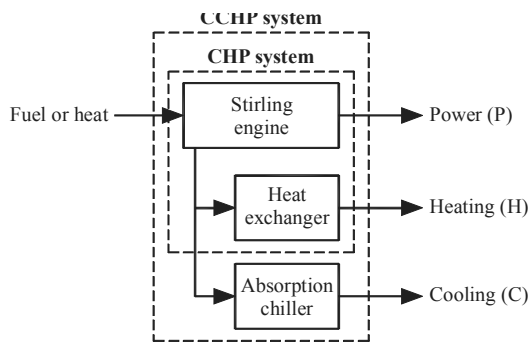 CCHP system
CHP system
Fuel or heat
Stirling
engine
Power (P)
Heat
exchanger
Heating (H)
Absorption
chiller
Cooling (C)